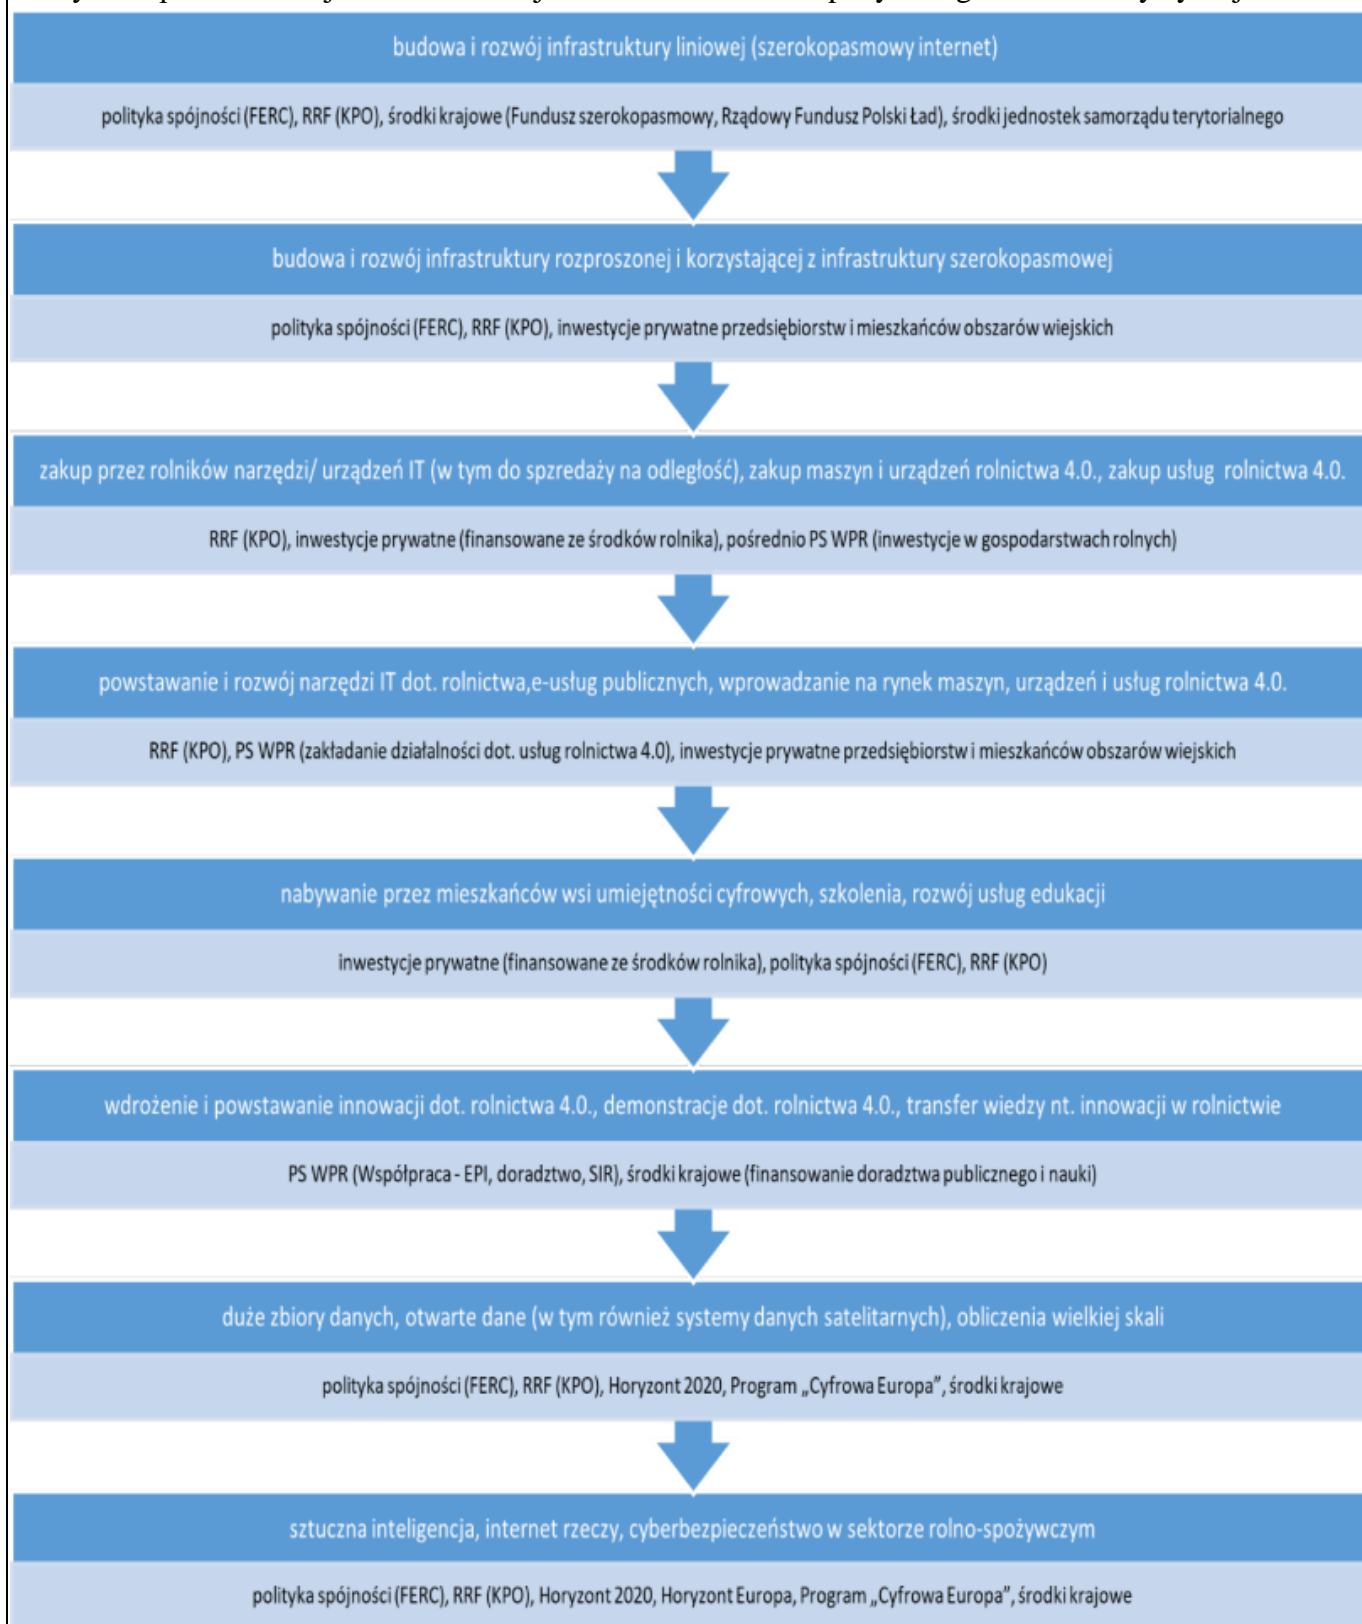 budowa i rozwój infrastruktury liniowej (szerokopasmowy internet)
polityka spójności (FERC), RRF (KPO), środki krajowe (Fundusz szerokopasmowy, Rządowy Fundusz Polski Ład), środki jednostek samorządu terytorialnego
budowa i rozwój infrastruktury rozproszonej i korzystającej z infrastruktury szerokopasmowej
polityka spójności (FERC), RRF (KPO), inwestycje prywatne przedsiębiorstw i mieszkańców obszarów wiejskich
zakup przez rolników narzędzi/ urządzeń IT (w tym do spzredaży na odległość), zakup maszyn i urządzeń rolnictwa 4.0., zakup usług rolnictwa 4.0.
RRF (KPO), inwestycje prywatne (finansowane ze środków rolnika), pośrednio PS WPR (inwestycje w gospodarstwach rolnych)
powstawanie i rozwój narzędzi IT dot. rolnictwa,e-usług publicznych, wprowadzanie na rynek maszyn, urządzeń i usług rolnictwa 4.0.
RRF (KPO), PS WPR (zakładanie działalności dot. usług rolnictwa 4.0), inwestycje prywatne przedsiębiorstw i mieszkańców obszarów wiejskich
nabywanie przez mieszkańców wsi umiejętności cyfrowych, szkolenia, rozwój usług edukacji
inwestycje prywatne (finansowane ze środków rolnika), polityka spójności (FERC), RRF (KPO)
wdrożenie i powstawanie innowacji dot. rolnictwa 4.0., demonstracje dot. rolnictwa 4.0., transfer wiedzy nt. innowacji w rolnictwie
PS WPR (Współpraca - EPI, doradztwo, SIR), środki krajowe (finansowanie doradztwa publicznego i nauki)
duże zbiory danych, otwarte dane (w tym również systemy danych satelitarnych), obliczenia wielkiej skali
polityka spójności (FERC), RRF (KPO), Horyzont 2020, Program „Cyfrowa Europa”, środki krajowe
sztuczna inteligencja, internet rzeczy, cyberbezpieczeństwo w sektorze rolno-spożywczym
polityka spójności (FERC), RRF (KPO), Horyzont 2020, Horyzont Europa, Program „Cyfrowa Europa”, środki krajowe